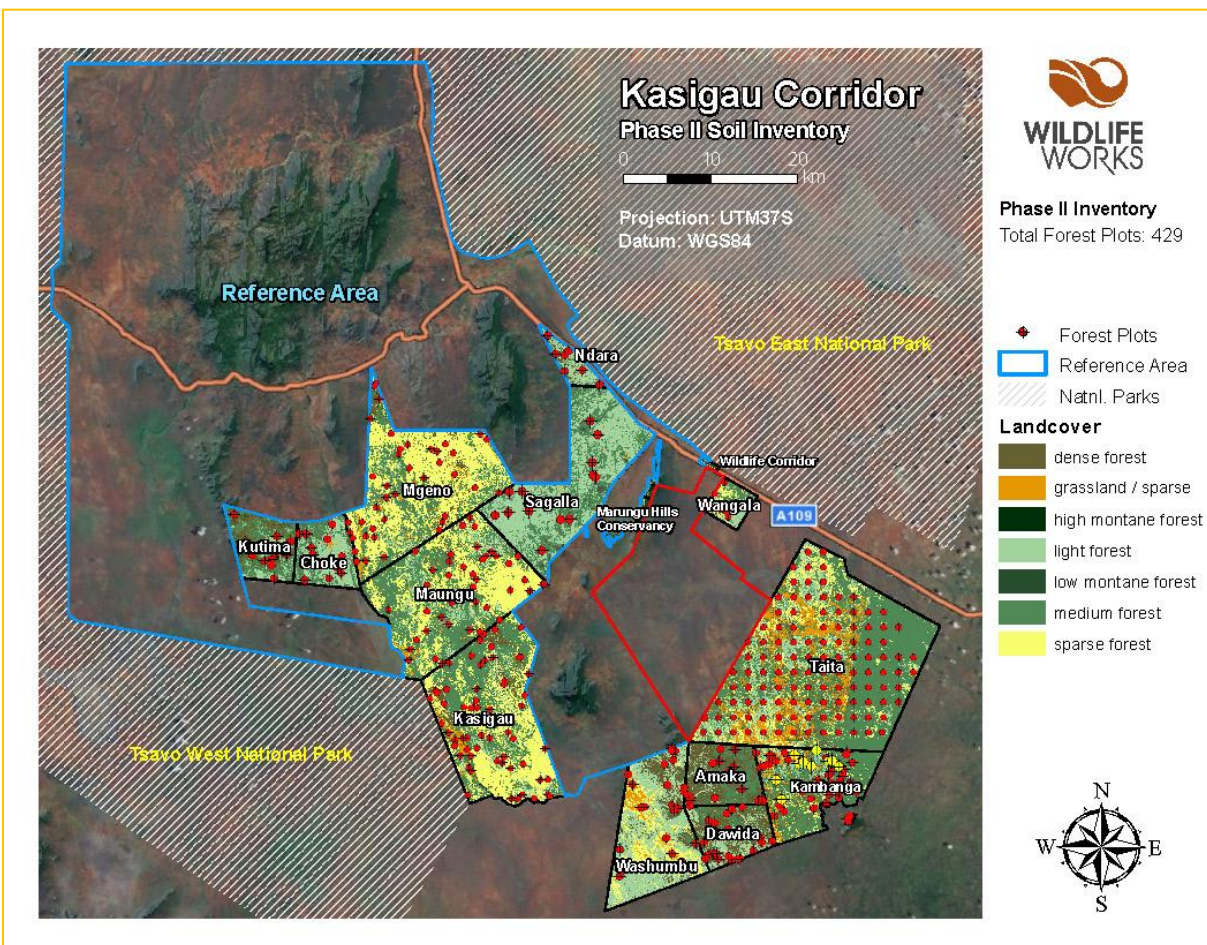 Kasigau Corridor
Phase II Soil Inventory
0 10 20
km
Projection: UTM37S
Datum: WGS84
Reference Area
Tsavo East National Park
Ndara
Wildlife Corridor
Mgeno
Sagalla
Wangala
Marungu Hills
Conservancy
A109
Kutima
Choke
Maungu
Taita
Kasigau
Tsavo West National Park
Amaka
Kambanga
Dawida
Washumbu
WILDLIFE
WORKS
Phase II Inventory
Total Forest Plots: 429
Forest Plots
Reference Area
Natnl. Parks
Landcover
dense forest
grassland / sparse
high montane forest
light forest
low montane forest
medium forest
sparse forest
N
W E
S